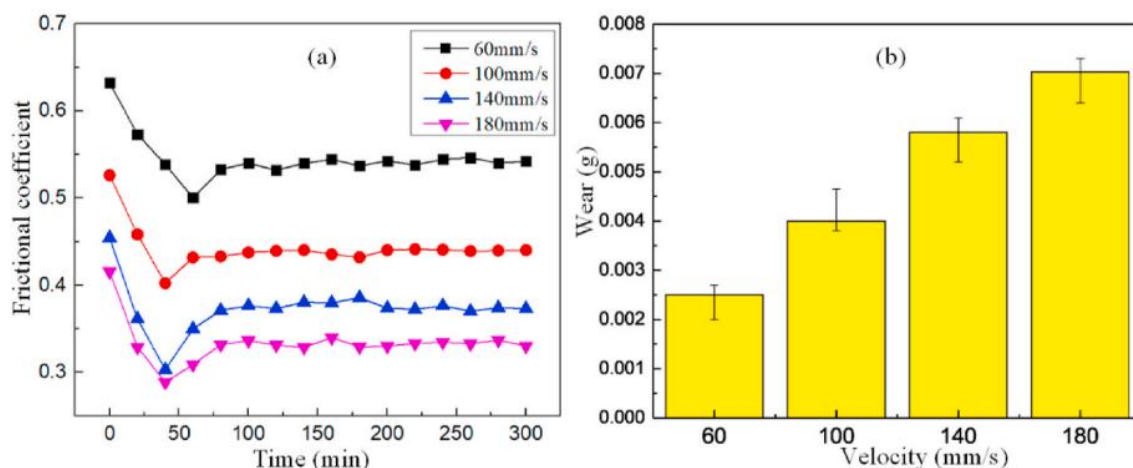 0.7
0.6
0.5
0.4
0.3
Frictional coefficient
(a)
60mm/s
100mm/s
140mm/s
180mm/s
0 50 100 150 200 250 300
Time (min)
0.008
0.007
0.006
0.005
0.004
0.003
0.002
0.001
0.000
Wear (g)
(b)
60 100 140 180
Velocity (mm/s)